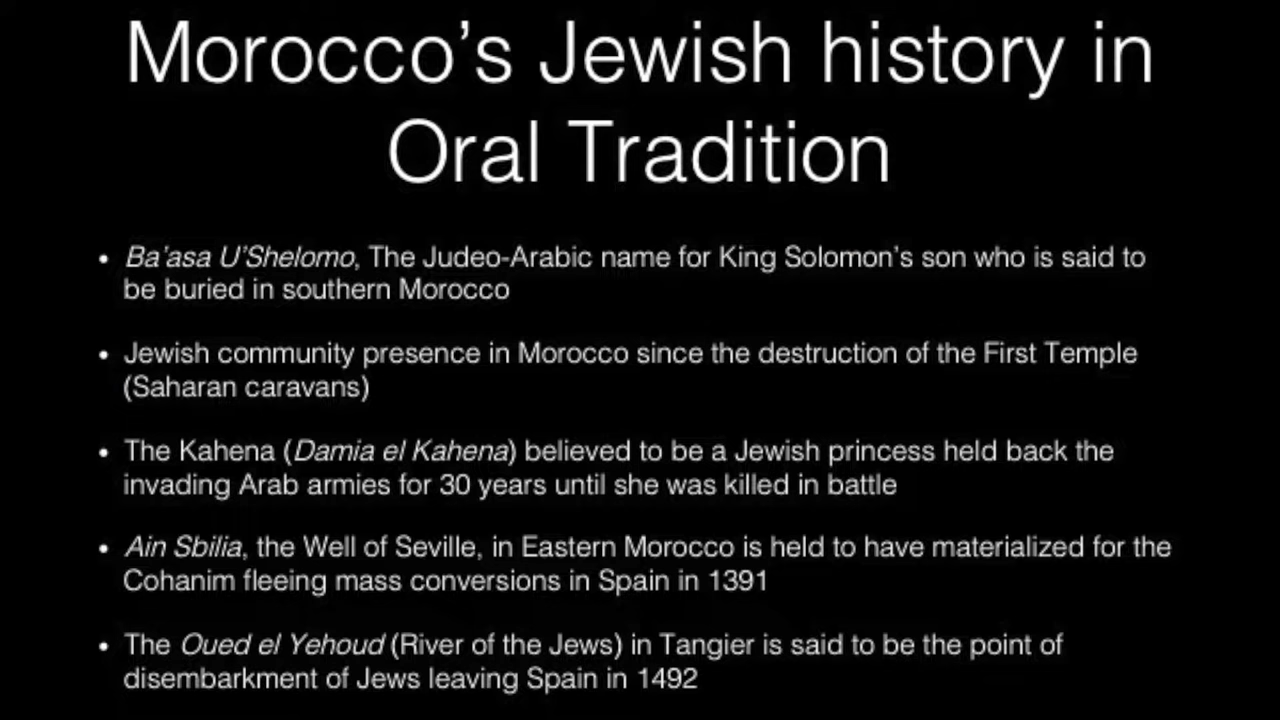 Morocco’s Jewish history in
Oral Tradition
• Ba’asa U’Shelomo, The Judeo-Arabic name for King Solomon’s son who is said to
be buried in southern Morocco
• Jewish community presence in Morocco since the destruction of the First Temple
(Saharan caravans)
• The Kahena (Damia el Kahena) believed to be a Jewish princess held back the
invading Arab armies for 30 years until she was killed in battle
• Ain Sbilia, the Well of Seville, in Eastern Morocco is held to have materialized for the
Cohanim fleeing mass conversions in Spain in 1391
• The Oued el Yehoud (River of the Jews) in Tangier is said to be the point of
disembarkment of Jews leaving Spain in 1492